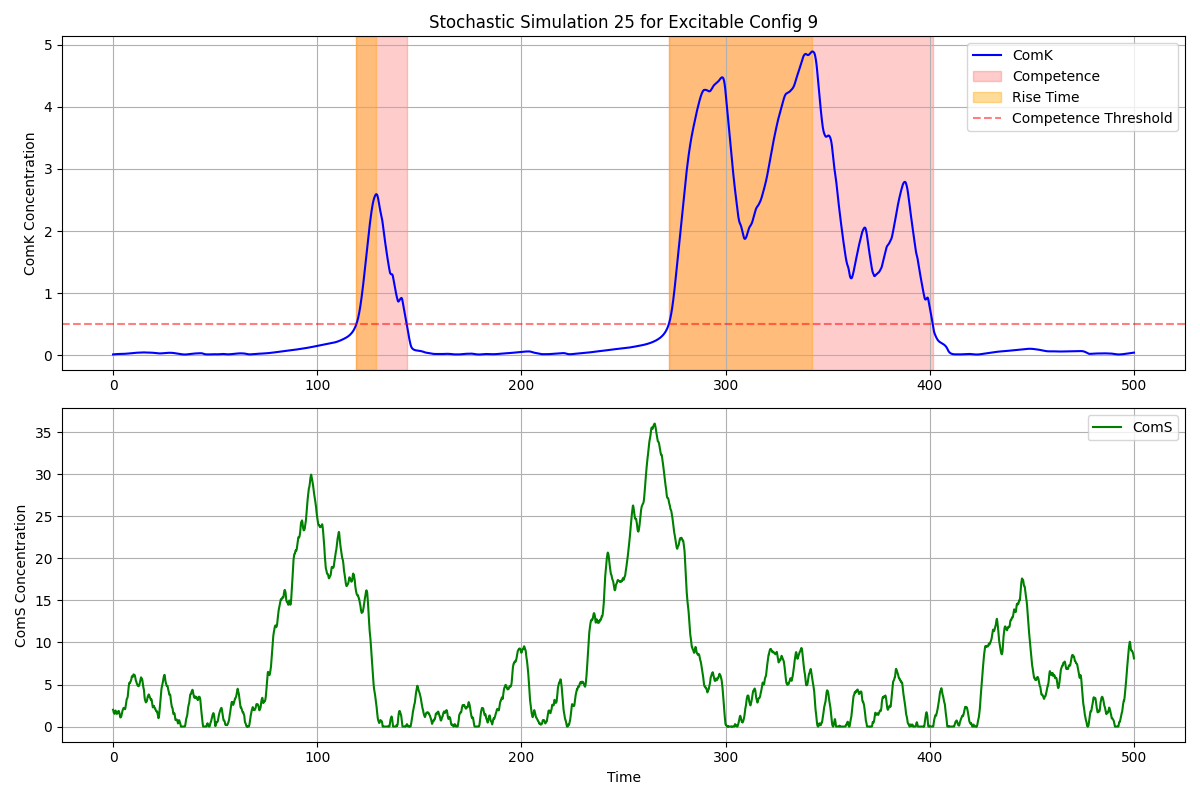 Stochastic Simulation 25 for Excitable Config 9
ComK Concentration
5
4
3
2
1
0
0 100 200 300 400 500
ComK
Competence
Rise Time
Competence Threshold
ComS Concentration
35
30
25
20
15
10
5
0
0 100 200 300 400 500
ComS
Time